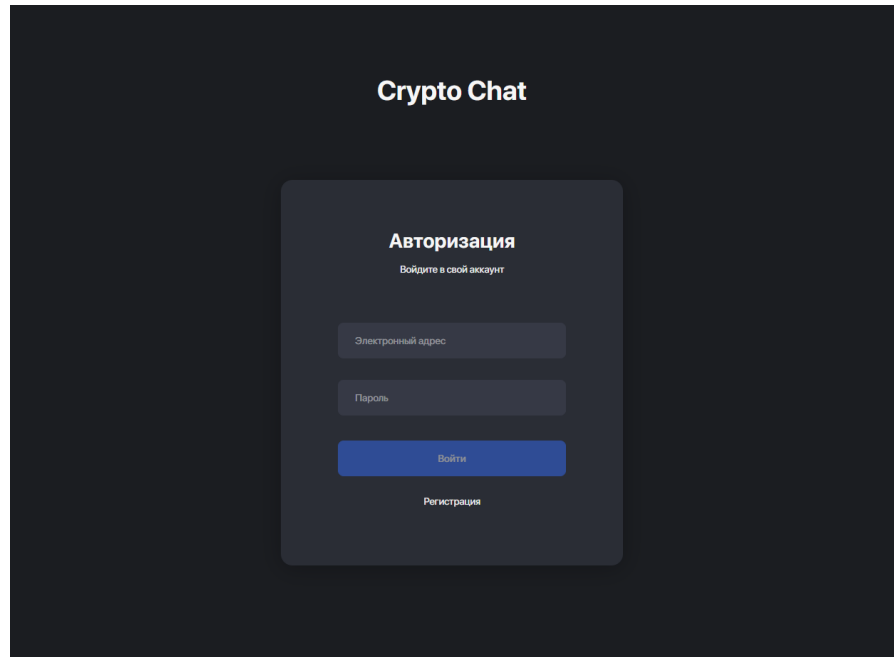 Crypto Chat
Авторизация
Войдите в свой аккаунт
Электронный адрес
Пароль
Войти
Регистрация